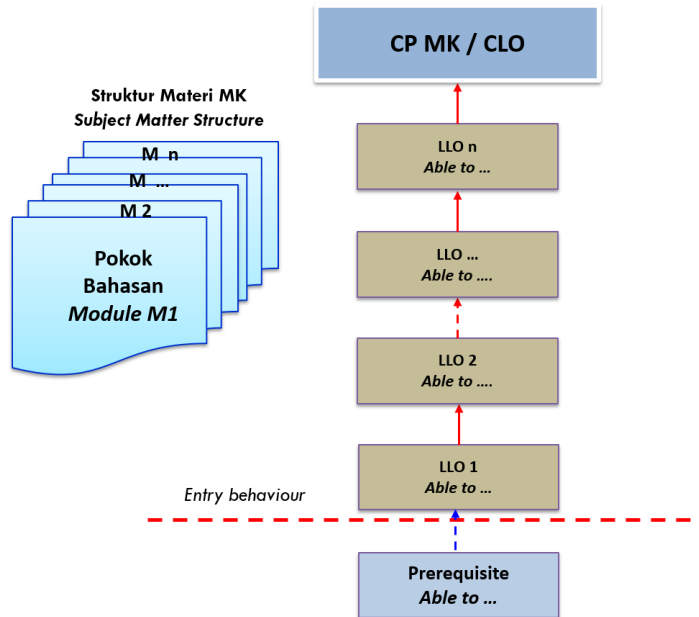 CP MK / CLO
Struktur Materi MK
Subject Matter Structure
M n
M ...
M 2
Pokok
Bahasan
Module M1
LLO n
Able to ...
LLO ...
Able to ....
LLO 2
Able to ....
LLO 1
Able to ...
Entry behaviour
Prerequisite
Able to ...